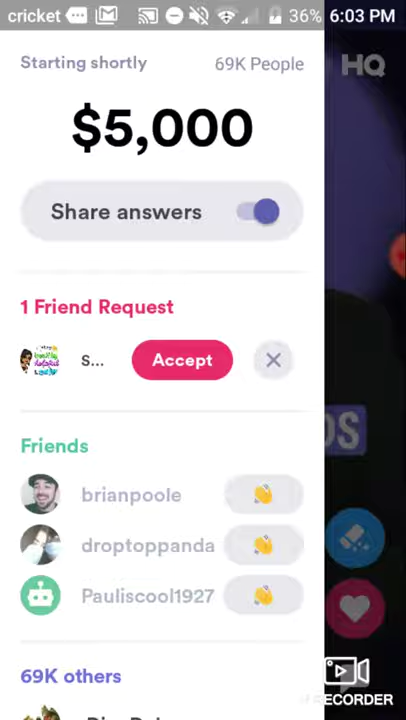 cricket 36% 6:03 PM
Starting shortly 69K People
HQ
$5,000
Share answers
1 Friend Request
S... Accept
Friends
brianpoole
droptoppanda
Pauliscool1927
69K others
RECORDER